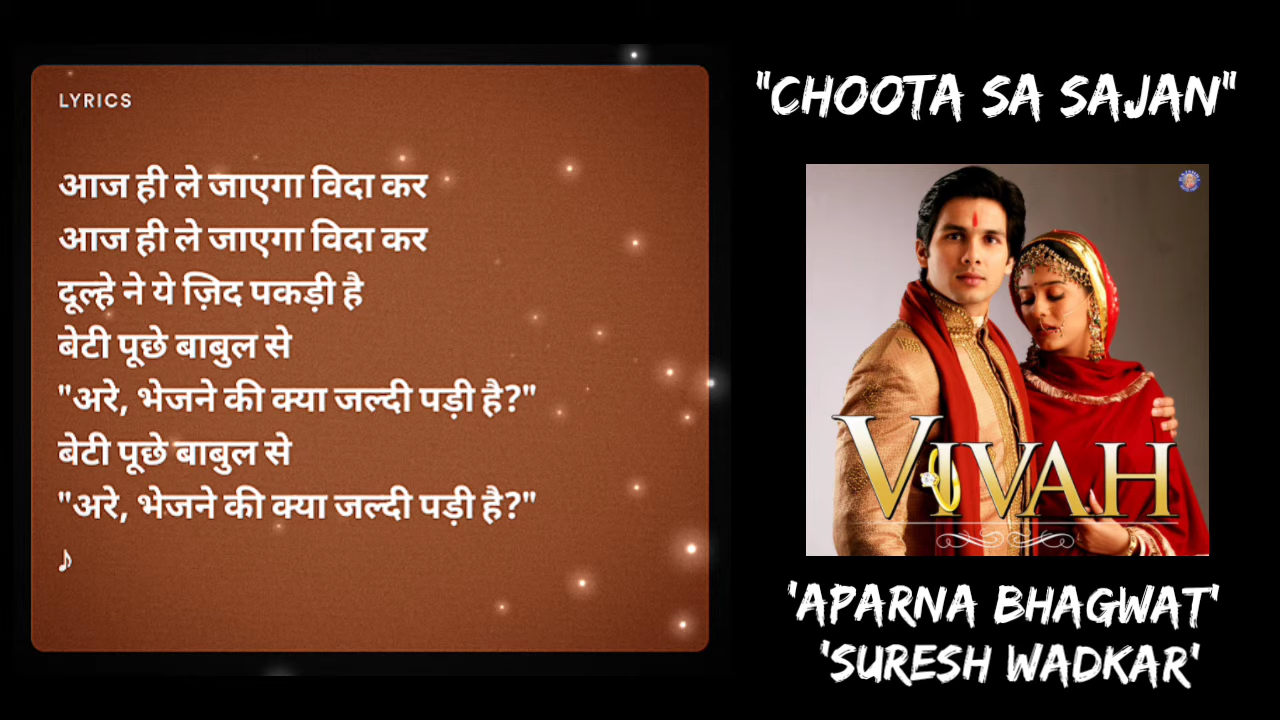 LYRICS
आज ही ले जाएगा विदा कर
आज ही ले जाएगा विदा कर
दूल्हे ने ये ज़िद पकड़ी है
बेटी पूछे बाबुल से
"अरे, भेजने की क्या जल्दी पड़ी है?"
बेटी पूछे बाबुल से
"अरे, भेजने की क्या जल्दी पड़ी है?"
♪
"CHOOTA SA SAJAN"
VIVAH
'APARNA BHAGWAT'
'SURESH WADKAR'